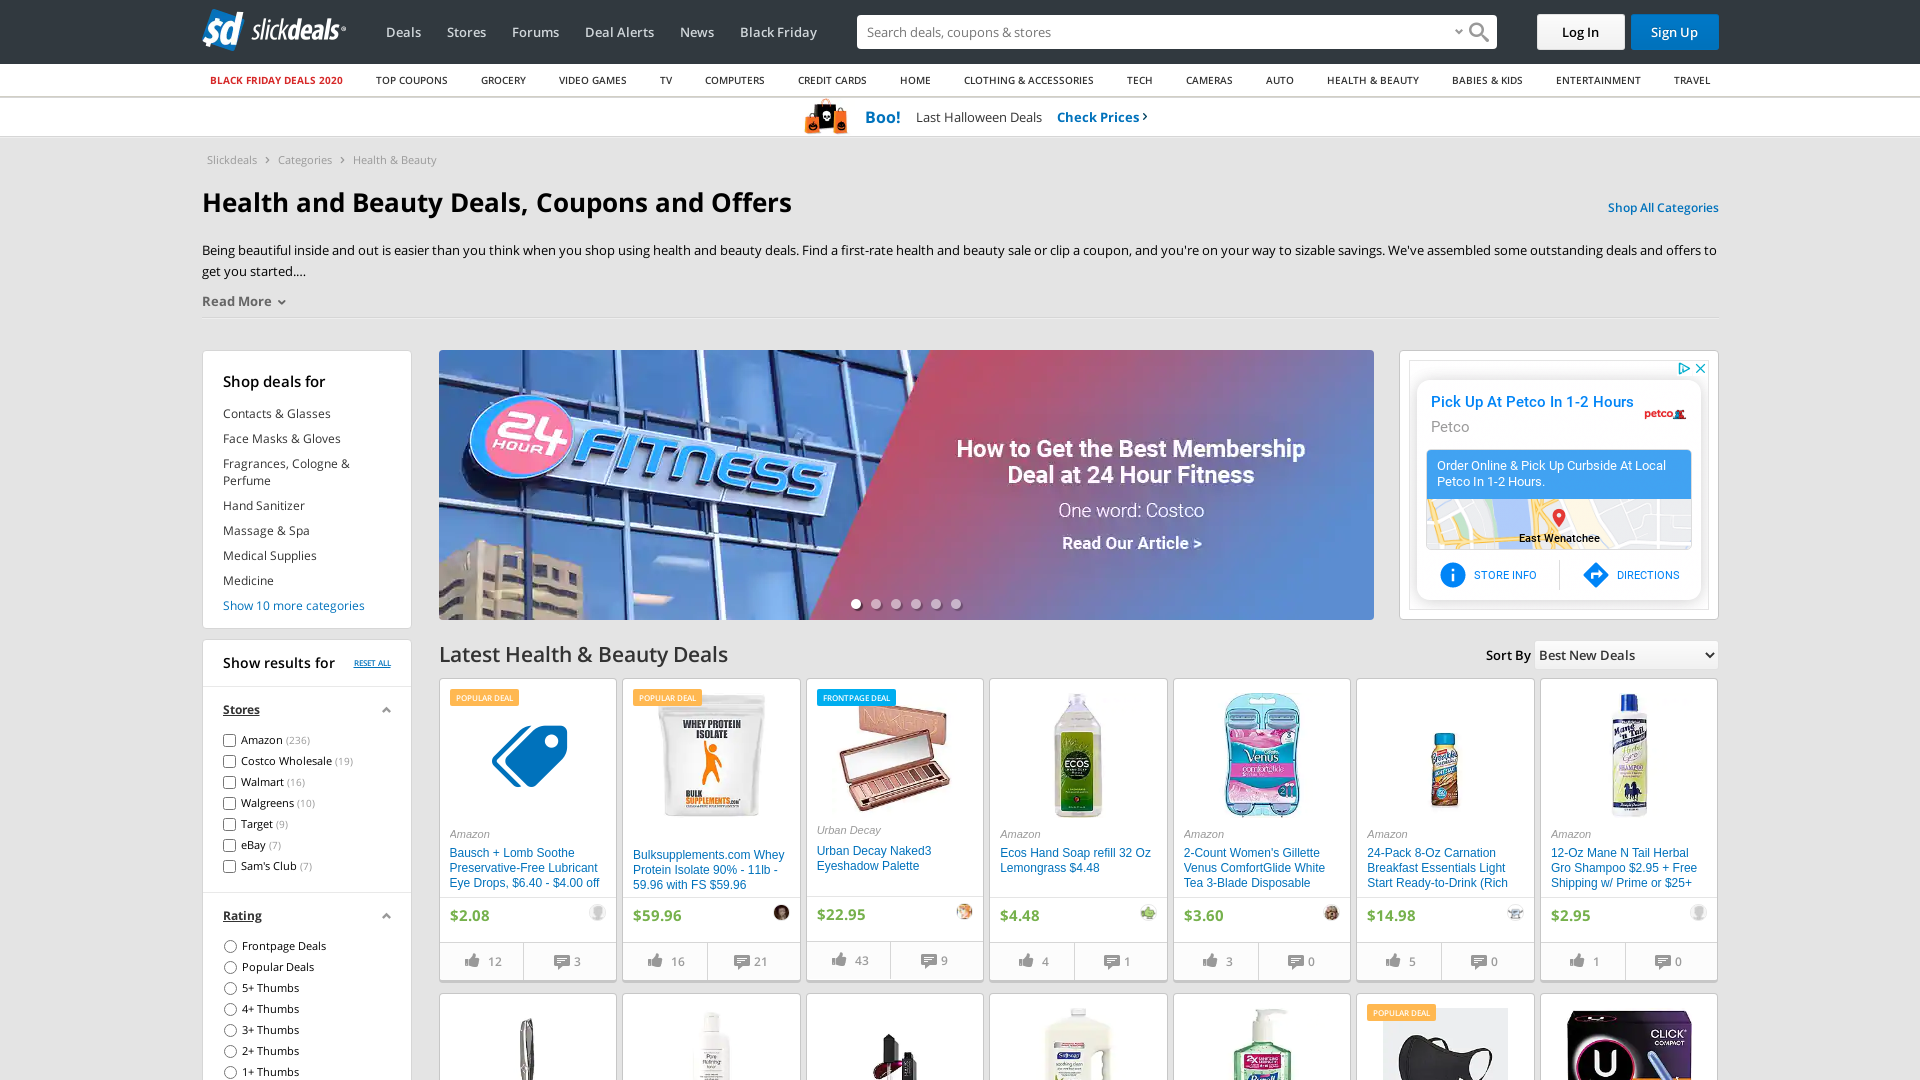 slickdeals
Deals
Stores
Forums
Deal Alerts
News
Black Friday
Search deals, coupons & stores
Log In
Sign Up
BLACK FRIDAY DEALS 2020
TOP COUPONS
GROCERY
VIDEO GAMES
TV
COMPUTERS
CREDIT CARDS
HOME
CLOTHING & ACCESSORIES
TECH
CAMERAS
AUTO
HEALTH & BEAUTY
BABIES & KIDS
ENTERTAINMENT
TRAVEL
Boo! Last Halloween Deals Check Prices
Slickdeals > Categories > Health & Beauty
Health and Beauty Deals, Coupons and Offers
Shop All Categories
Being beautiful inside and out is easier than you think when you shop using health and beauty deals. Find a first-rate health and beauty sale or clip a coupon, and you're on your way to sizable savings. We've assembled some outstanding deals and offers to
get you started....
Read More
Shop deals for
Contacts & Glasses
Face Masks & Gloves
Fragrances, Cologne &
Perfume
Hand Sanitizer
Massage & Spa
Medical Supplies
Medicine
Show 10 more categories
Show results for
RESET ALL
Stores
Amazon (236)
Costco Wholesale (19)
Walmart (16)
Walgreens (10)
Target (9)
eBay (7)
Sam's Club (7)
Rating
Frontpage Deals
Popular Deals
5+ Thumbs
4+ Thumbs
3+ Thumbs
2+ Thumbs
1+ Thumbs
24 HOUR FITNESS
How to Get the Best Membership
Deal at 24 Hour Fitness
One word: Costco
Read Our Article >
Pick Up At Petco In 1-2 Hours
Petco
petco
Order Online & Pick Up Curbside At Local
Petco In 1-2 Hours.
East Wenatchee
STORE INFO
DIRECTIONS
Latest Health & Beauty Deals
Sort By Best New Deals
POPULAR DEAL
Amazon
Bausch + Lomb Soothe
Preservative-Free Lubricant
Eye Drops, $6.40 - $4.00 off
$2.08
12
3
POPULAR DEAL
WHEY PROTEIN
ISOLATE
BULK
SUPPLEMENTS.com
Bulksupplements.com Whey
Protein Isolate 90% - 11lb -
59.96 with FS $59.96
$59.96
16
21
FRONTPAGE DEAL
NAKED
Urban Decay
Urban Decay Naked3
Eyeshadow Palette
$22.95
43
9
ECOS
Amazon
Ecos Hand Soap refill 32 Oz
Lemongrass $4.48
$4.48
4
1
Venus
comfortglide
Amazon
2-Count Women's Gillette
Venus ComfortGlide White
Tea 3-Blade Disposable
$3.60
3
0
Amazon
24-Pack 8-Oz Carnation
Breakfast Essentials Light
Start Ready-to-Drink (Rich
$14.98
5
0
Mane 'n Tail
Herbal
Gro
SHAMPOO
Amazon
12-Oz Mane N Tail Herbal
Gro Shampoo $2.95 + Free
Shipping w/ Prime or $25+
$2.95
1
0
Softsoap
PURELL
POPULAR DEAL
U
CLICK
COMPACT